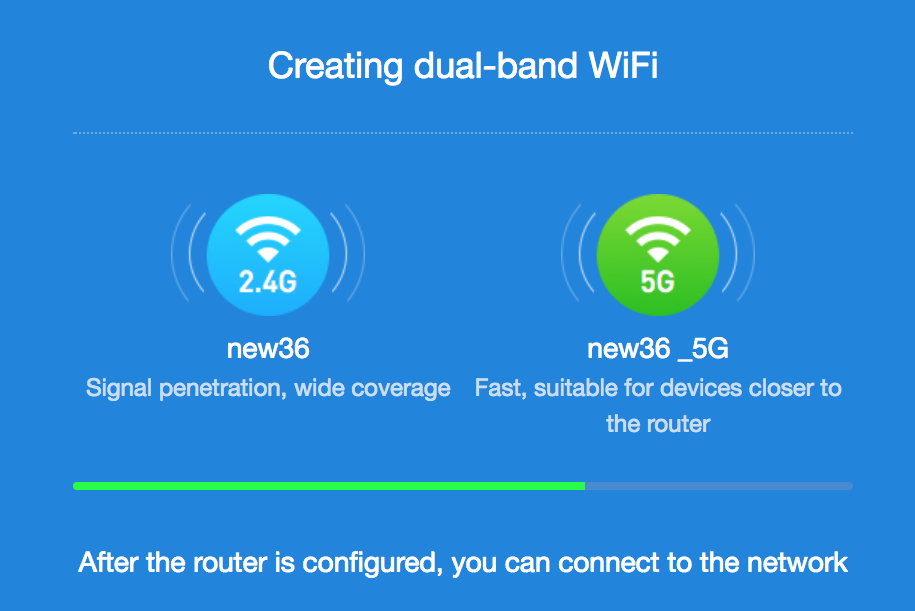 Creating dual-band WiFi
2.4G
5G
new36
new36 _5G
Signal penetration, wide coverage
Fast, suitable for devices closer to
the router
After the router is configured, you can connect to the network